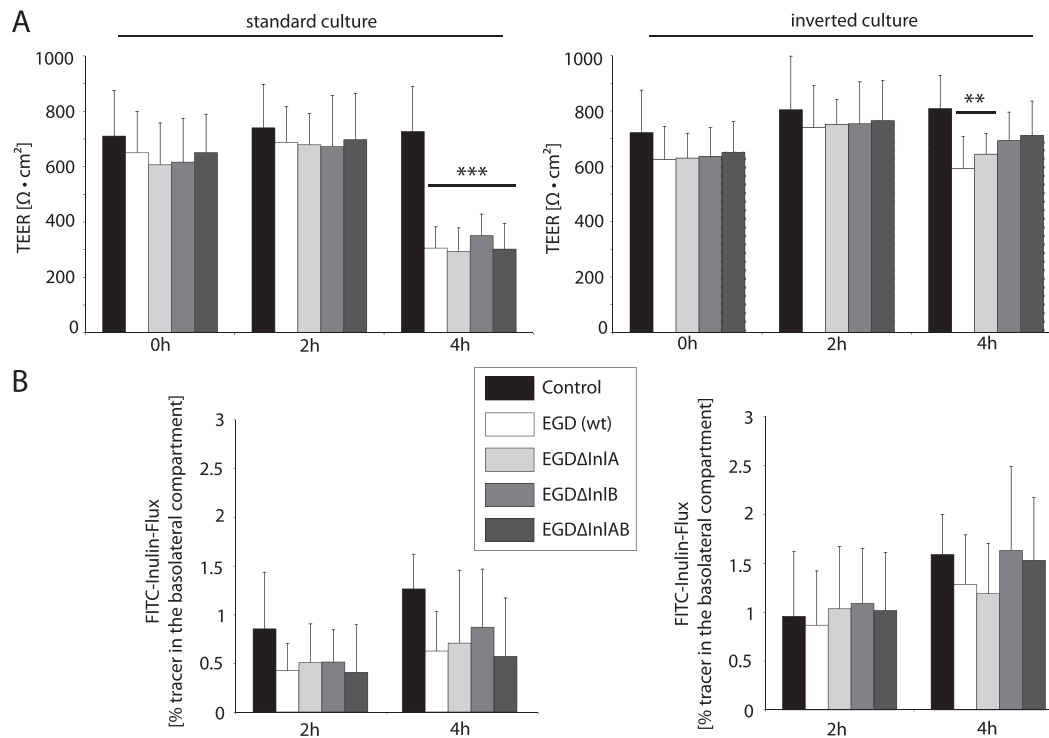 A
standard culture
inverted culture
TEER [Ω • cm²]
1000
800
600
400
200
0
***
0h
2h
4h
TEER [Ω • cm²]
1000
800
600
400
200
0
**
0h
2h
4h
B
FITC-Inulin-Flux
[% tracer in the basolateral compartment]
3
2.5
2
1.5
1
0.5
0
2h
4h
Control
EGD (wt)
EGDΔInlA
EGDΔInlB
EGDΔInlAB
FITC-Inulin-Flux
[% tracer in the basolateral compartment]
3
2.5
2
1.5
1
0.5
0
2h
4h